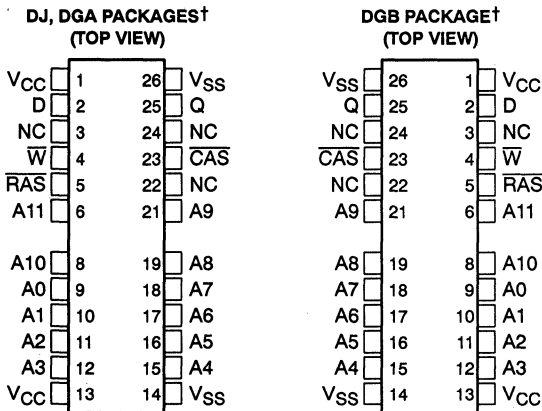 DJ, DGA PACKAGES†
(TOP VIEW)
VCC 1 26 VSS
D 2 25 Q
NC 3 24 NC
W̅ 4 23 C̅A̅S̅
R̅A̅S̅ 5 22 NC
A11 6 21 A9
A10 8 19 A8
A0 9 18 A7
A1 10 17 A6
A2 11 16 A5
A3 12 15 A4
VCC 13 14 VSS
DGB PACKAGE†
(TOP VIEW)
VSS 26 1 VCC
Q 25 2 D
NC 24 3 NC
C̅A̅S̅ 23 4 W̅
NC 22 5 R̅A̅S̅
A9 21 6 A11
A8 19 8 A10
A7 18 9 A0
A6 17 10 A1
A5 16 11 A2
A4 15 12 A3
VSS 14 13 VCC